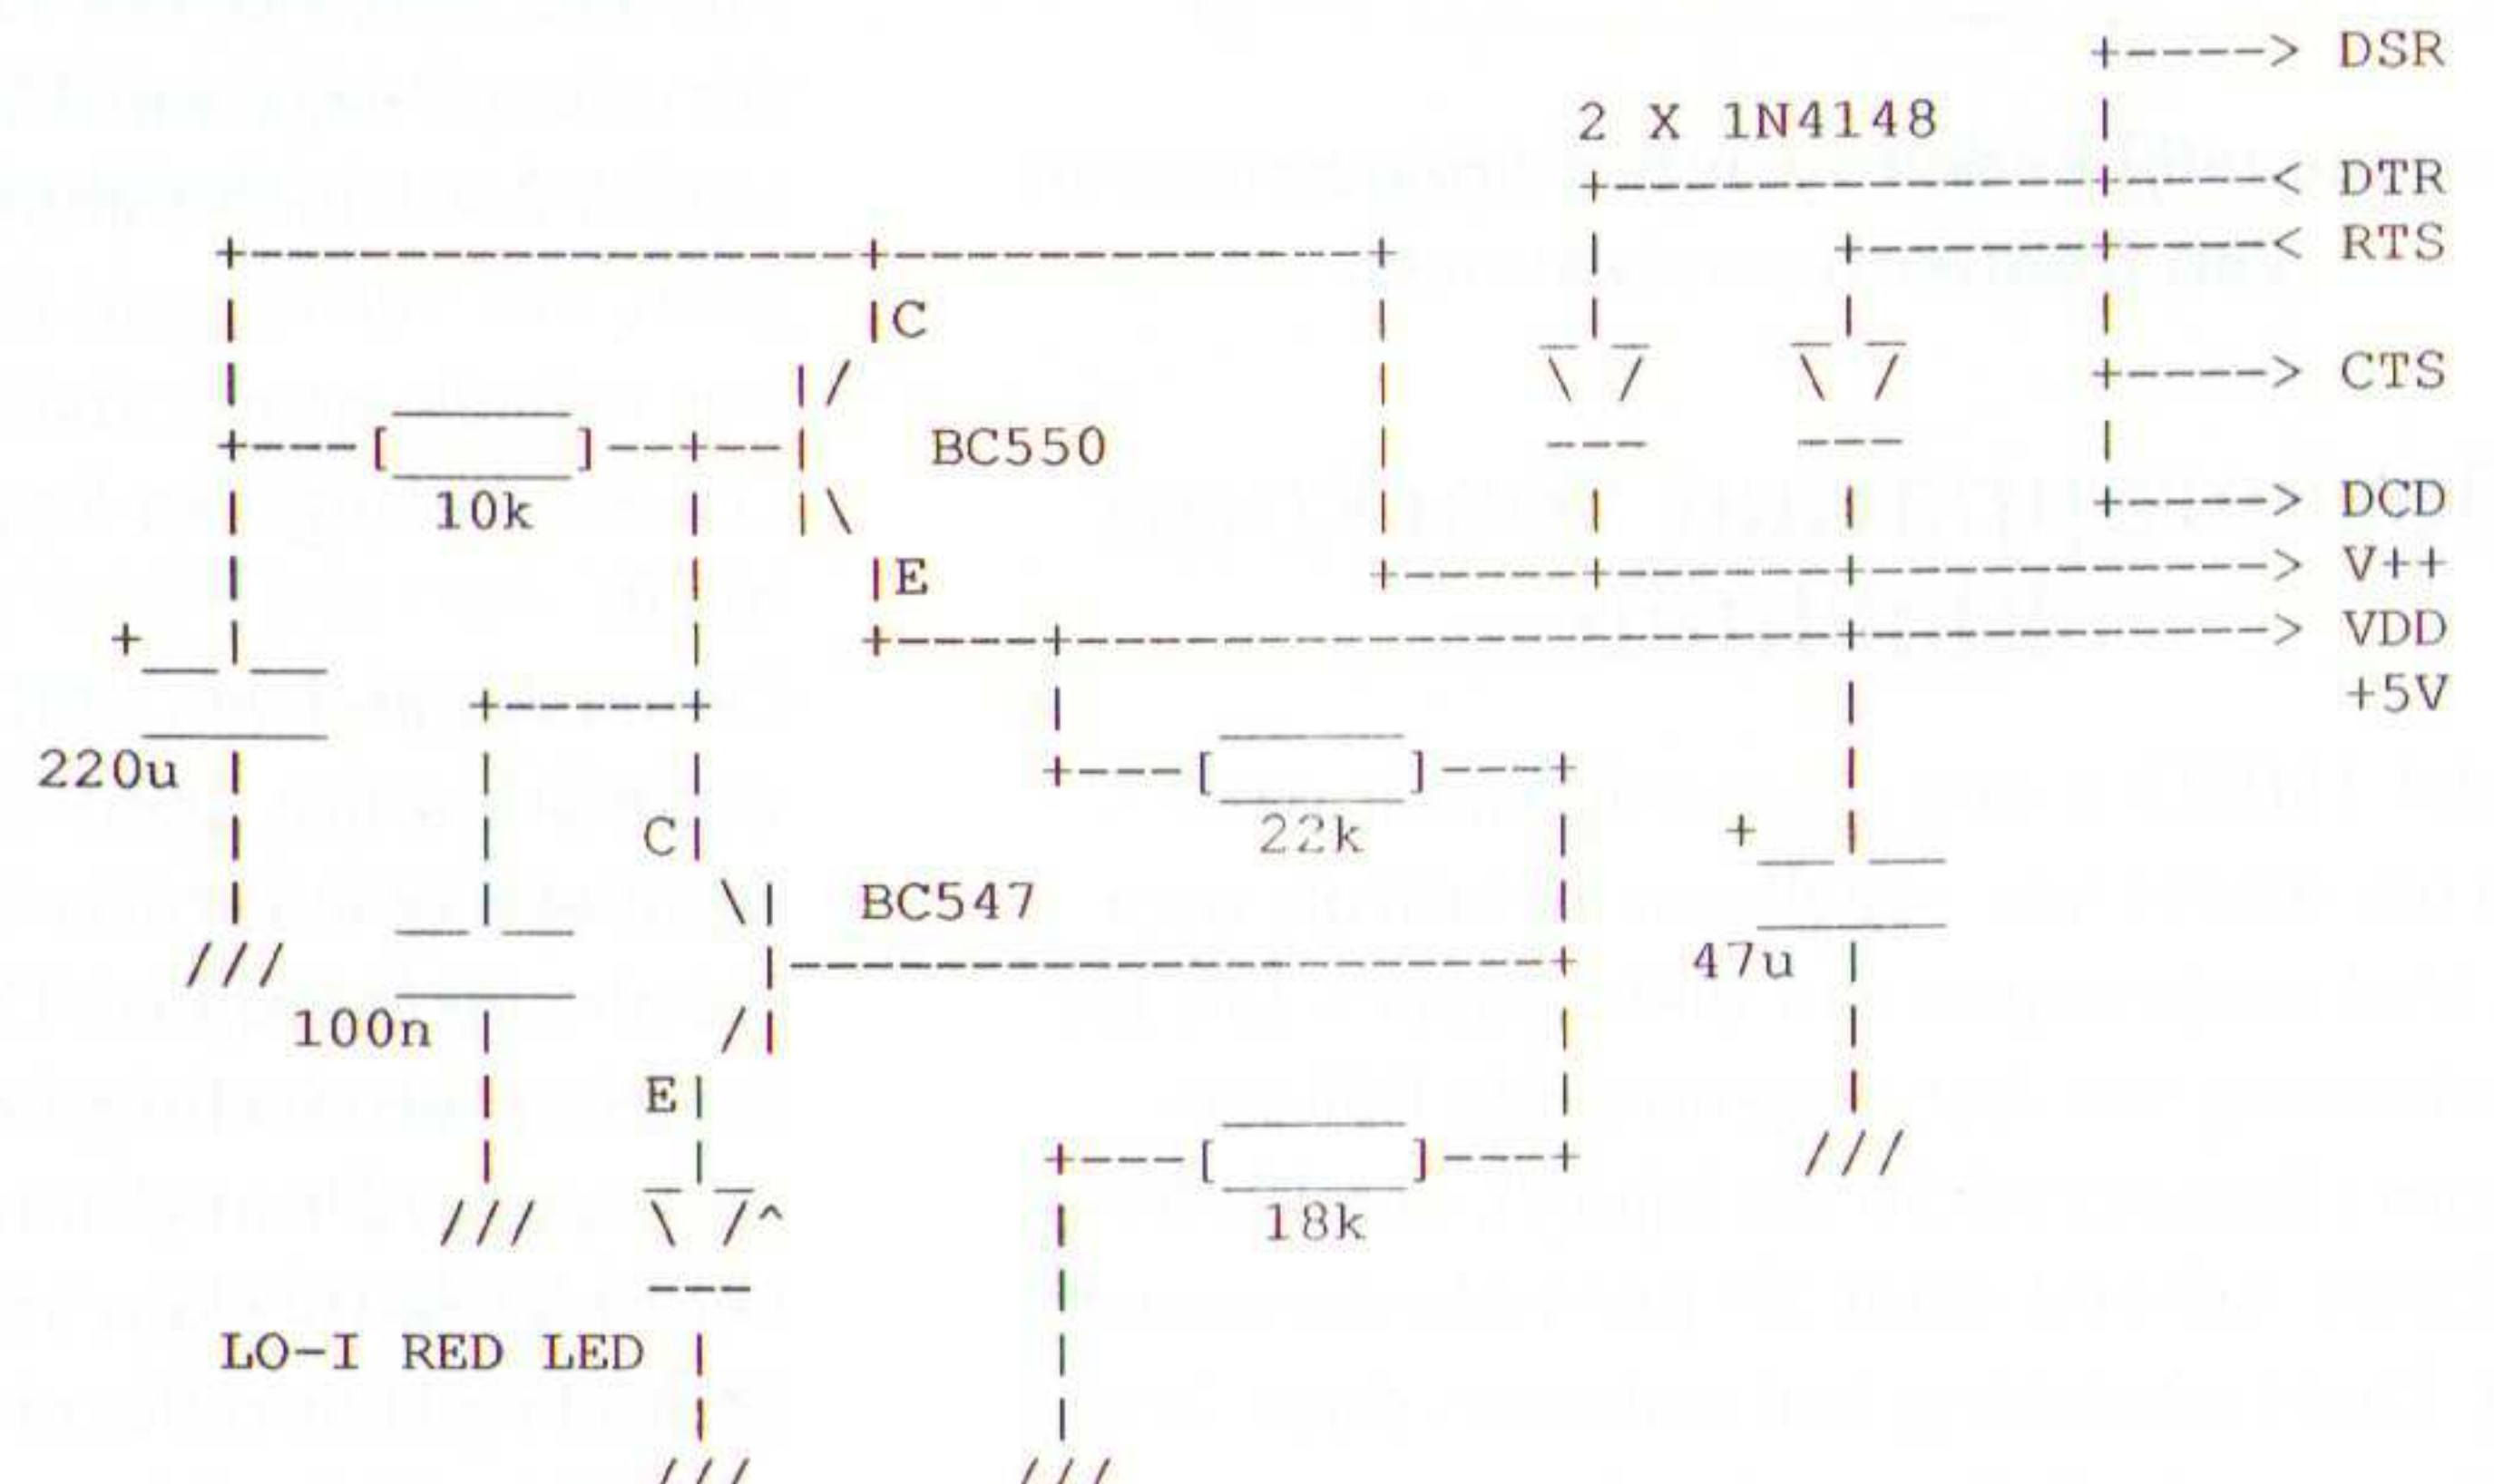 DSR
2 X 1N4148
DTR
RTS
C
CTS
BC550
10k
DCD
E
V++
+
VDD
+5V
220u
22k
C
+
BC547
47u
100n
E
18k
LO-I RED LED